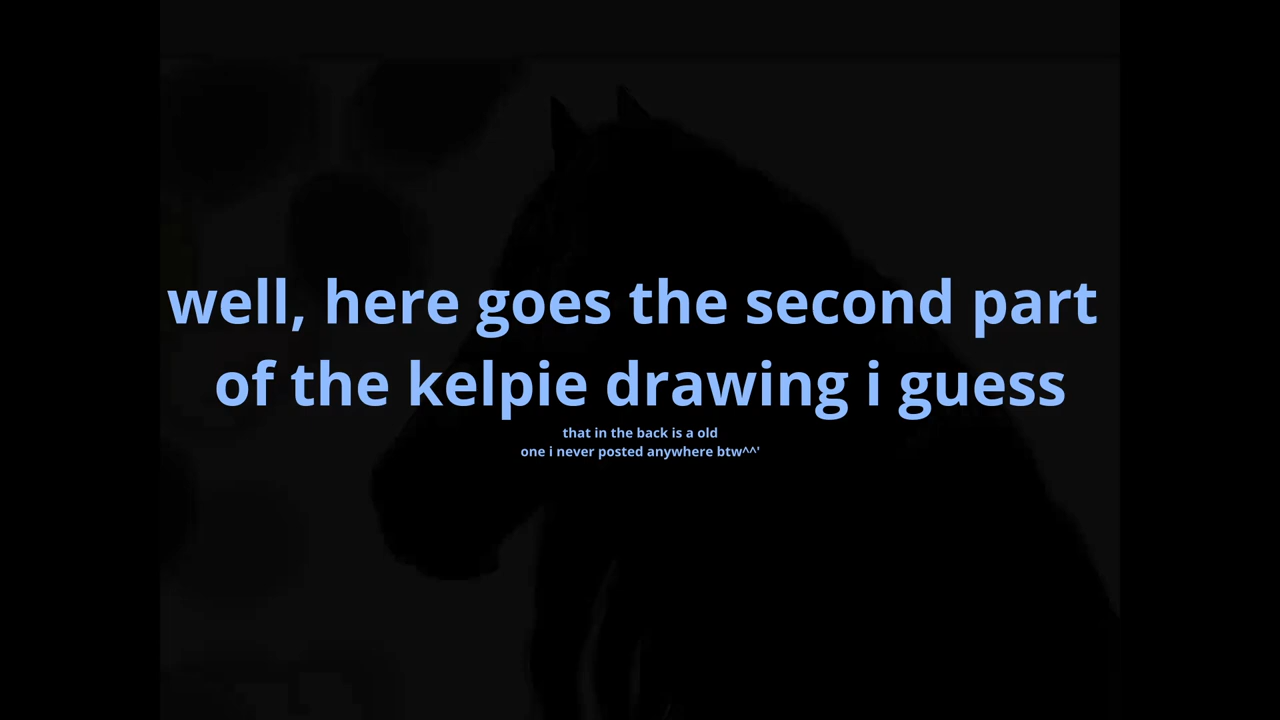 well, here goes the second part
of the kelpie drawing i guess
that in the back is a old
one i never posted anywhere btw^^'